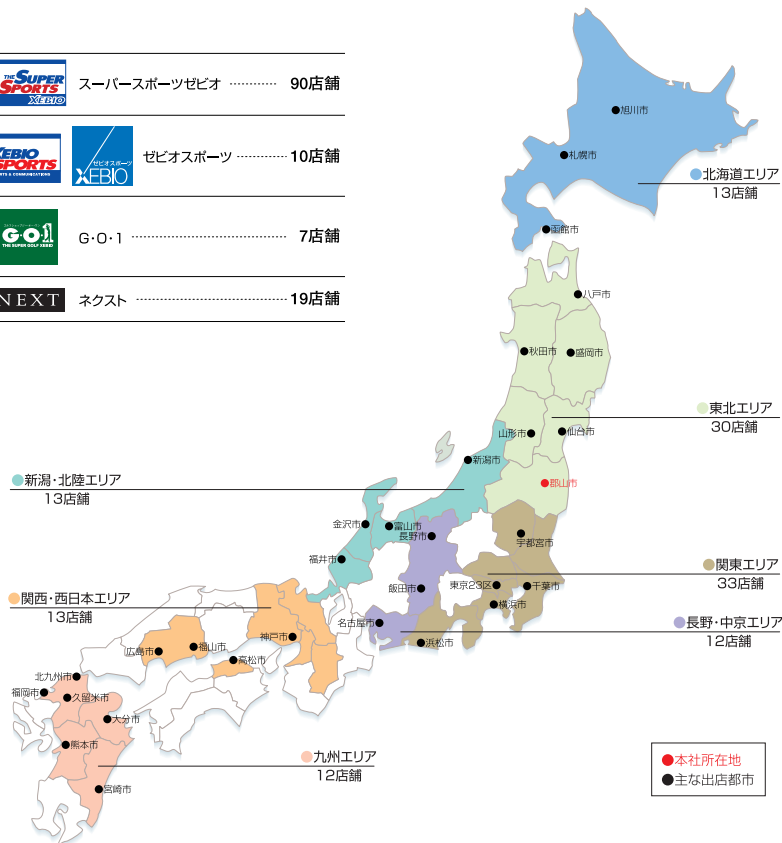 THE SUPER
SPORTS
XEBIO
スーパースポーツゼビオ 90店舗
XEBIO
SPORTS
ゼビオスポーツ
XEBIO
ゼビオスポーツ 10店舗
G·O·1
THE SUPER GOLF XEBIO
G·O·1 7店舗
NEXT
ネクスト 19店舗
旭川市
札幌市
北海道エリア
13店舗
函館市
八戸市
秋田市
盛岡市
東北エリア
30店舗
山形市
仙台市
新潟市
新潟・北陸エリア
13店舗
郡山市
金沢市
富山市
長野市
宇都宮市
福井市
関東エリア
33店舗
飯田市
東京23区
千葉市
関西・西日本エリア
13店舗
横浜市
名古屋市
長野・中京エリア
12店舗
神戸市
浜松市
福山市
広島市
高松市
北九州市
福岡市
久留米市
大分市
熊本市
九州エリア
12店舗
宮崎市
本社所在地
主な出店都市